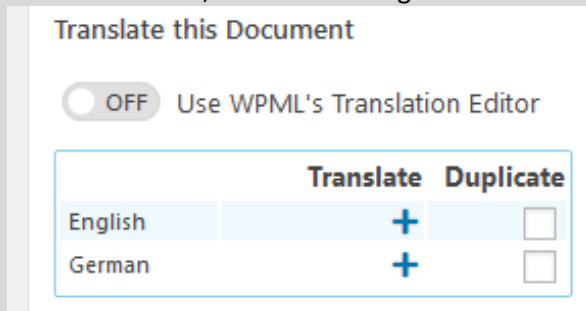 Translate this Document
OFF Use WPML's Translation Editor
Translate Duplicate
English
German